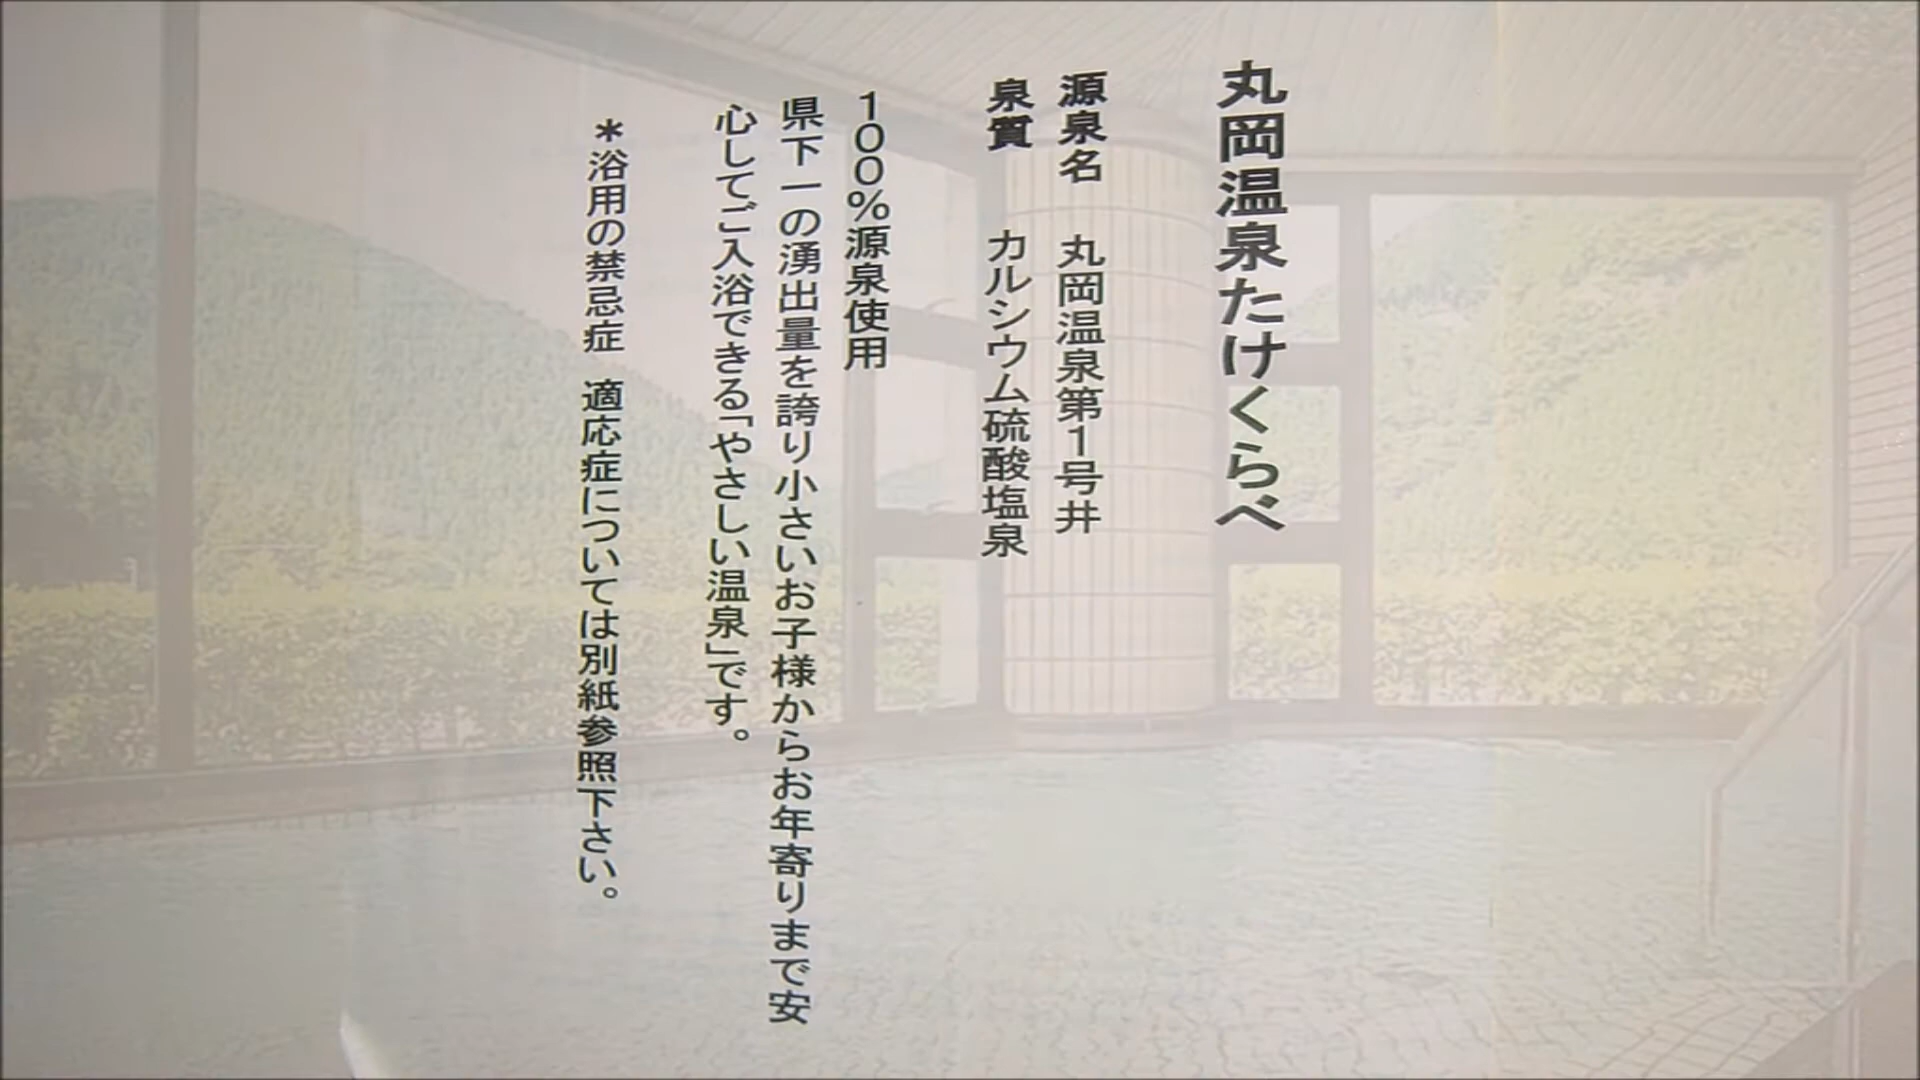 丸岡温泉たけくらべ
源泉名　丸岡温泉第1号井
泉質　カルシウム硫酸塩泉
100%源泉使用
県下一の湧出量を誇り小さいお子様からお年寄りまで安
心してご入浴できる「やさしい温泉」です。
＊浴用の禁忌症　適応症については別紙参照下さい。